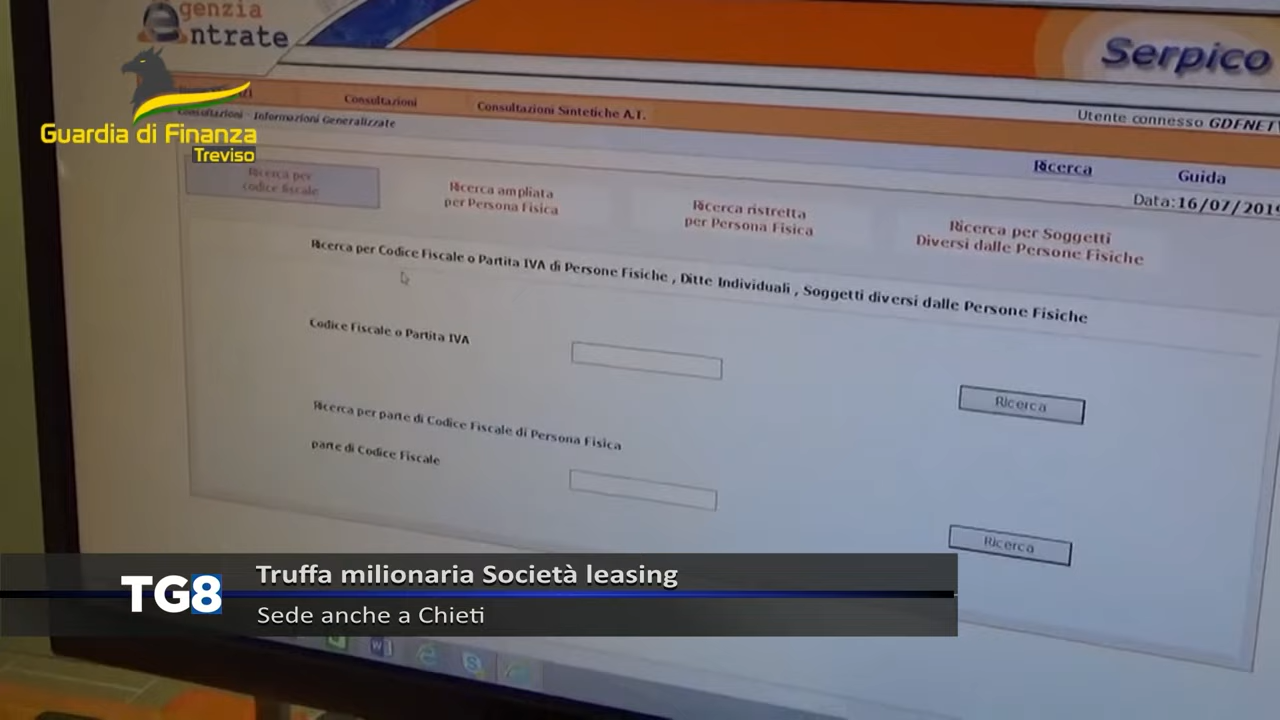 genzia
entrate
Serpico
Consultazioni
Consultazioni Sintetiche A.T.
Utente connesso GDFNET
Consultazioni - Informazioni Generalizzate
Guardia di Finanza
Treviso
Ricerca
Guida
Data:16/07/201
Ricerca per
codice fiscale
Ricerca ampliata
per Persona Fisica
Ricerca ristretta
per Persona Fisica
Ricerca per Soggetti
Diversi dalle Persone Fisiche
Ricerca per Codice Fiscale o Partita IVA di Persone Fisiche , Ditte Individuali , Soggetti diversi dalle Persone Fisiche
Codice Fiscale o Partita IVA
Ricerca
Ricerca per parte di Codice Fiscale di Persona Fisica
parte di Codice Fiscale
Ricerca
TG8
Truffa milionaria Società leasing
Sede anche a Chieti